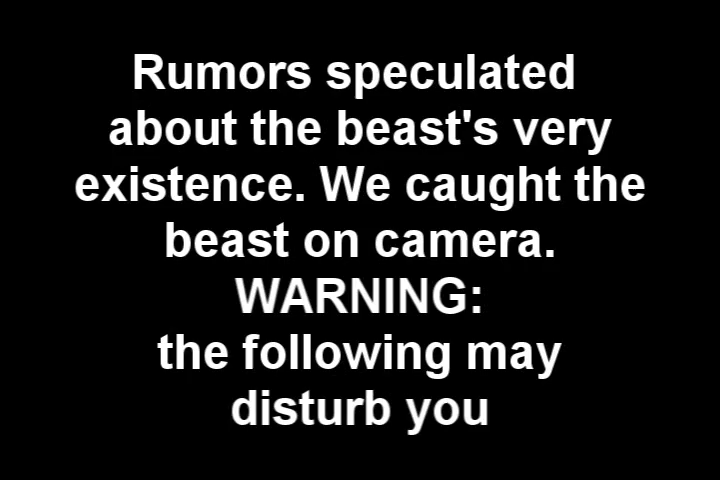 Rumors speculated
about the beast's very
existence. We caught the
beast on camera.
WARNING:
the following may
disturb you